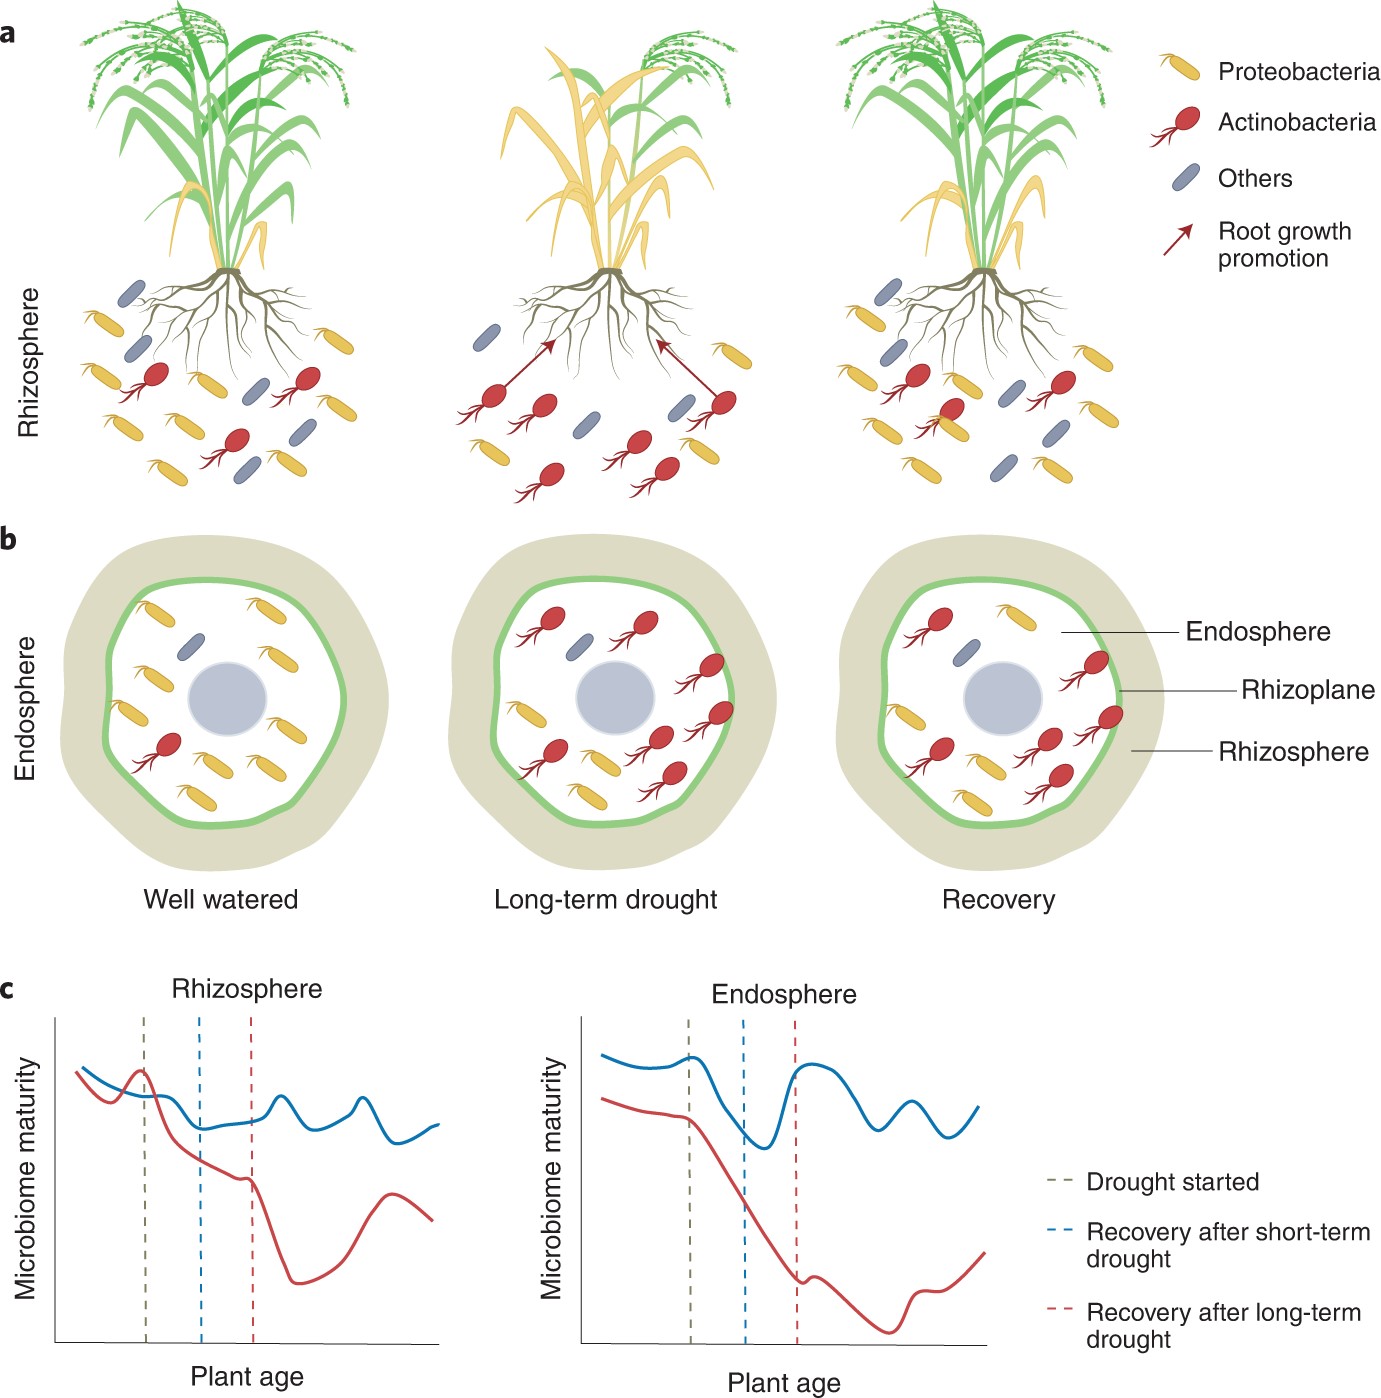 a
Proteobacteria
Actinobacteria
Others
Root growth
promotion
Rhizosphere
b
Endosphere
Endosphere
Rhizoplane
Rhizosphere
Well watered
Long-term drought
Recovery
c
Rhizosphere
Microbiome maturity
Plant age
Endosphere
Microbiome maturity
Plant age
Drought started
Recovery after short-term
drought
Recovery after long-term
drought